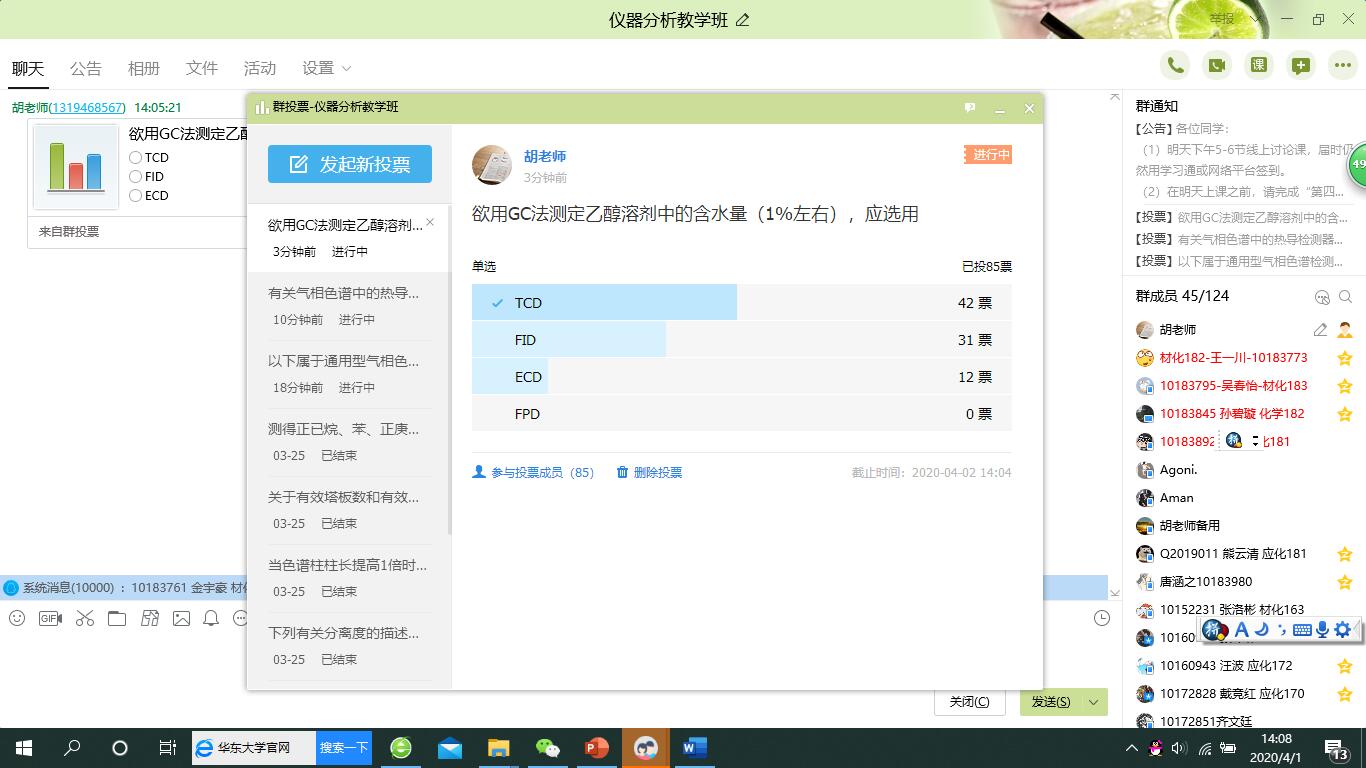 仪器分析教学班
举报
聊天 公告 相册 文件 活动 设置
胡老师(1319468567) 14:05:21
欲用GC法测定乙醇
TCD
FID
ECD
来自群投票
系统消息(10000) ：10183761 金宇豪 材
GIF
群投票-仪器分析教学班
发起新投票
欲用GC法测定乙醇溶剂...
3分钟前 进行中
有关气相色谱中的热导...
10分钟前 进行中
以下属于通用型气相色...
18分钟前 进行中
测得正已烷、苯、正庚...
03-25 已结束
关于有效塔板数和有效...
03-25 已结束
当色谱柱柱长提高1倍时...
03-25 已结束
下列有关分离度的描述...
03-25 已结束
胡老师
3分钟前
进行中
欲用GC法测定乙醇溶剂中的含水量（1%左右），应选用
单选 已投85票
TCD 42 票
FID 31 票
ECD 12 票
FPD 0 票
参与投票成员（85） 删除投票 截止时间：2020-04-02 14:04
关闭(C) 发送(S)
课
群通知
【公告】各位同学：
（1）明天下午5-6节线上讨论课，届时仍
然用学习通或网络平台签到。
（2）在明天上课之前，请完成“第四...
【投票】欲用GC法测定乙醇溶剂中的含...
【投票】有关气相色谱中的热导检测器...
【投票】以下属于通用型气相色谱检测...
49
群成员 45/124
胡老师
材化182-王一川-10183773
10183795-吴春怡-材化183
10183845 孙碧璇 化学182
10183892 化181
Agoni.
Aman
胡老师备用
Q2019011 熊云清 应化181
唐涵之10183980
10152231 张洛彬 材化163
10160
10160943 汪波 应化172
10172828 戴竞红 应化170
10172851齐文廷
拼 A
华东大学官网 搜索一下
14:08
2020/4/1
13